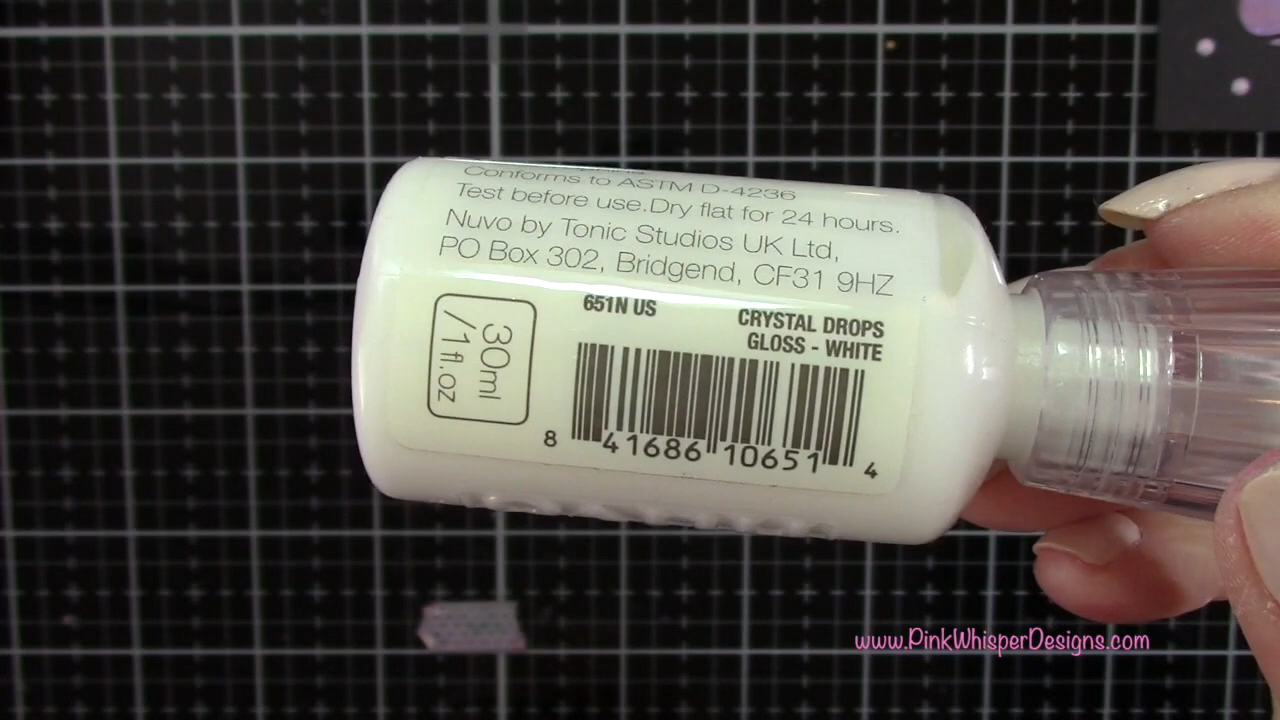 Conforms to ASTM D-4236
Test before use.Dry flat for 24 hours.
Nuvo by Tonic Studios UK Ltd,
PO Box 302, Bridgend, CF31 9HZ
30ml
/1fl.oz
651N US
CRYSTAL DROPS
GLOSS - WHITE
8 41686 10651 4
www.PinkWhisperDesigns.com